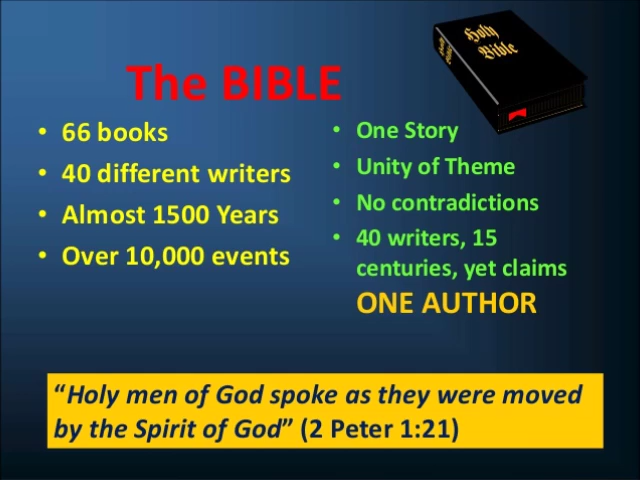 Holy
Bible
Holy Bible
The BIBLE
• 66 books
• 40 different writers
• Almost 1500 Years
• Over 10,000 events
• One Story
• Unity of Theme
• No contradictions
• 40 writers, 15
centuries, yet claims
ONE AUTHOR
“Holy men of God spoke as they were moved
by the Spirit of God” (2 Peter 1:21)